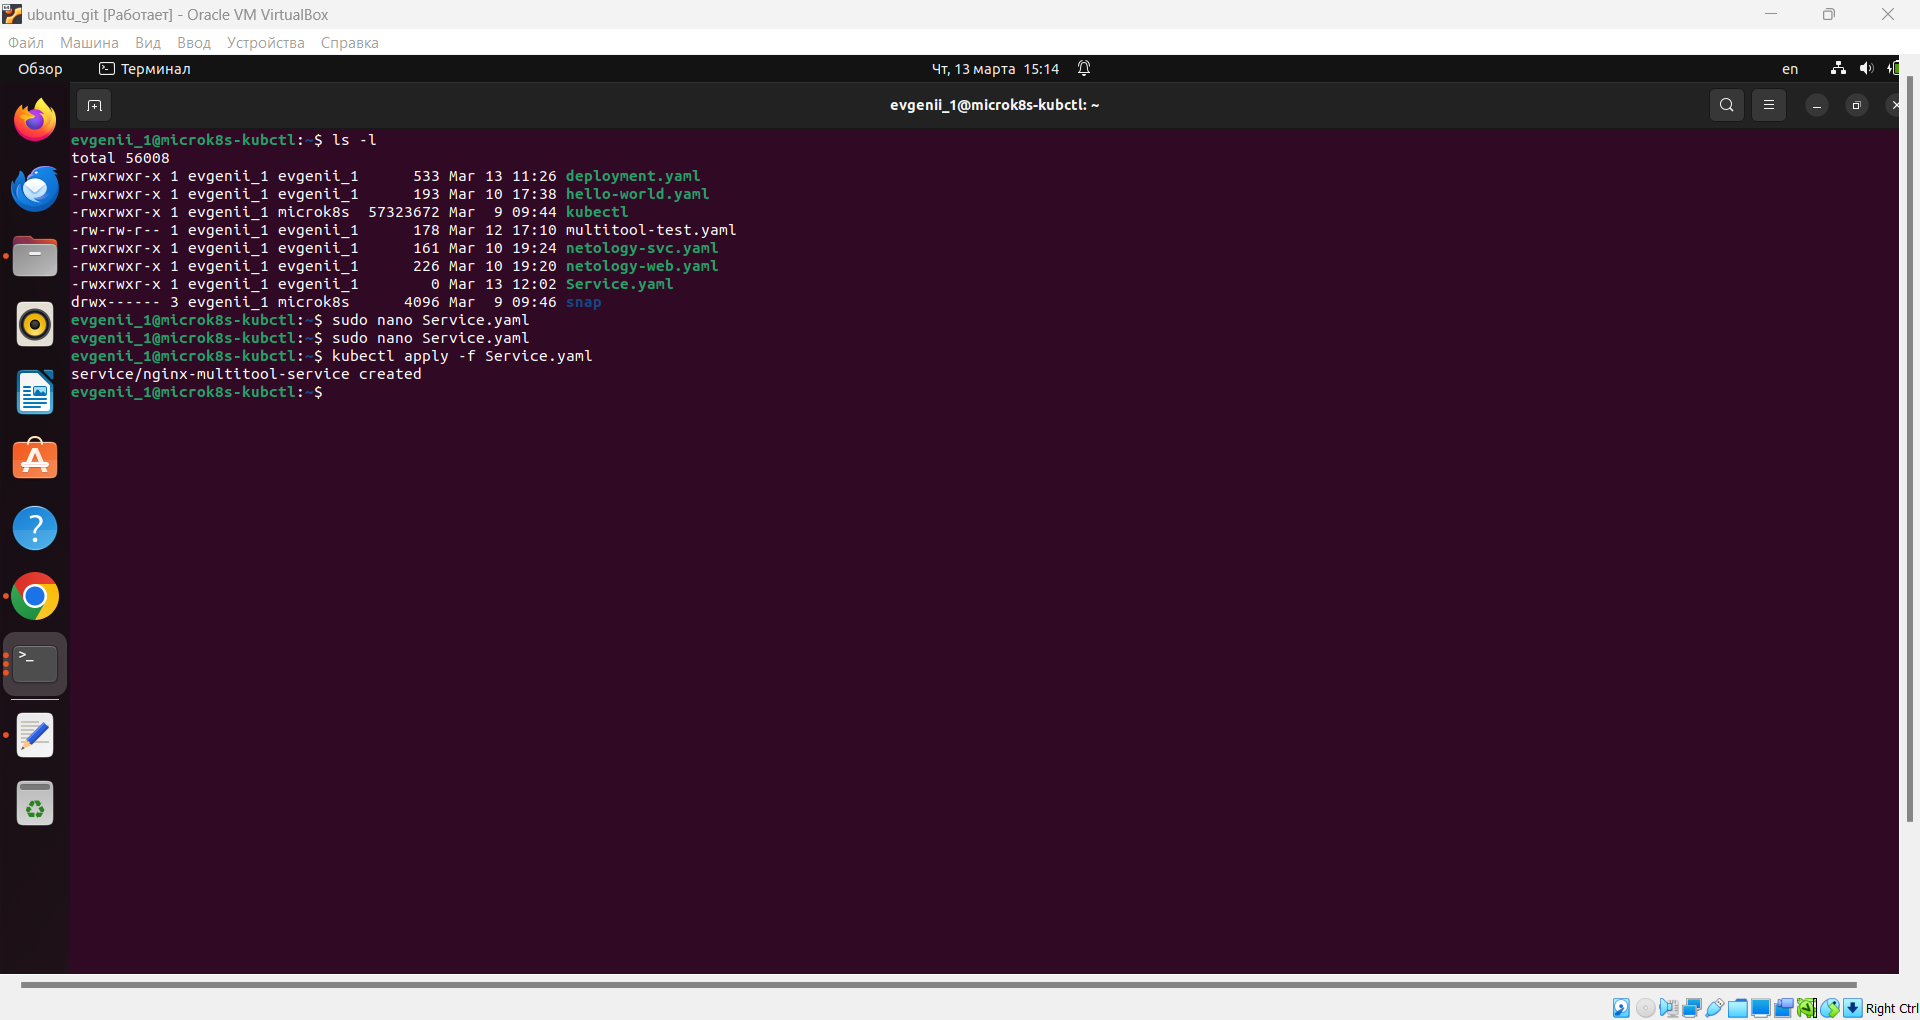 ubuntu_git [Работает] - Oracle VM VirtualBox
Файл Машина Вид Ввод Устройства Справка
Обзор Терминал Чт, 13 марта 15:14 en
evgenii_1@microk8s-kubctl: ~
evgenii_1@microk8s-kubctl:~$ ls -l
total 56008
-rwxrwxr-x 1 evgenii_1 evgenii_1      533 Mar 13 11:26 deployment.yaml
-rwxrwxr-x 1 evgenii_1 evgenii_1      193 Mar 10 17:38 hello-world.yaml
-rwxrwxr-x 1 evgenii_1 microk8s  57323672 Mar  9 09:44 kubectl
-rw-rw-r-- 1 evgenii_1 evgenii_1      178 Mar 12 17:10 multitool-test.yaml
-rwxrwxr-x 1 evgenii_1 evgenii_1      161 Mar 10 19:24 netology-svc.yaml
-rwxrwxr-x 1 evgenii_1 evgenii_1      226 Mar 10 19:20 netology-web.yaml
-rwxrwxr-x 1 evgenii_1 evgenii_1        0 Mar 13 12:02 Service.yaml
drwx------ 3 evgenii_1 microk8s      4096 Mar  9 09:46 snap
evgenii_1@microk8s-kubctl:~$ sudo nano Service.yaml
evgenii_1@microk8s-kubctl:~$ sudo nano Service.yaml
evgenii_1@microk8s-kubctl:~$ kubectl apply -f Service.yaml
service/nginx-multitool-service created
evgenii_1@microk8s-kubctl:~$
Right Ctrl